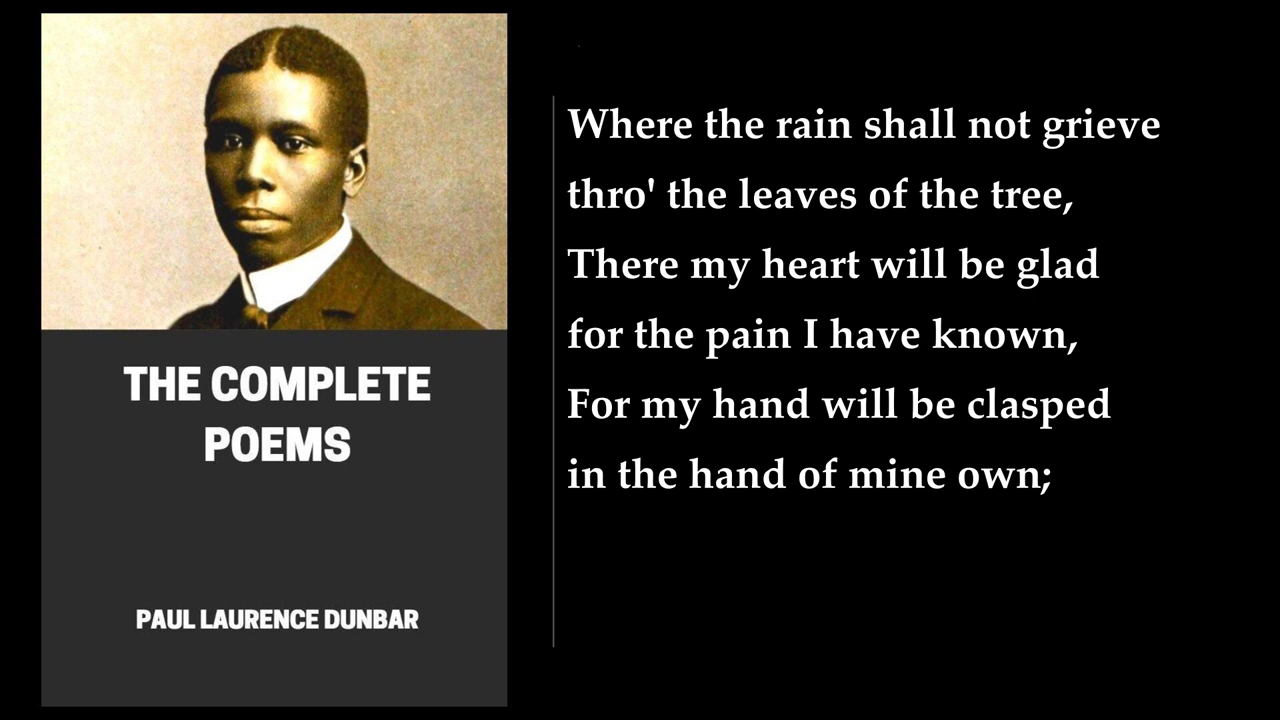 THE COMPLETE
POEMS
PAUL LAURENCE DUNBAR
Where the rain shall not grieve
thro' the leaves of the tree,
There my heart will be glad
for the pain I have known,
For my hand will be clasped
in the hand of mine own;